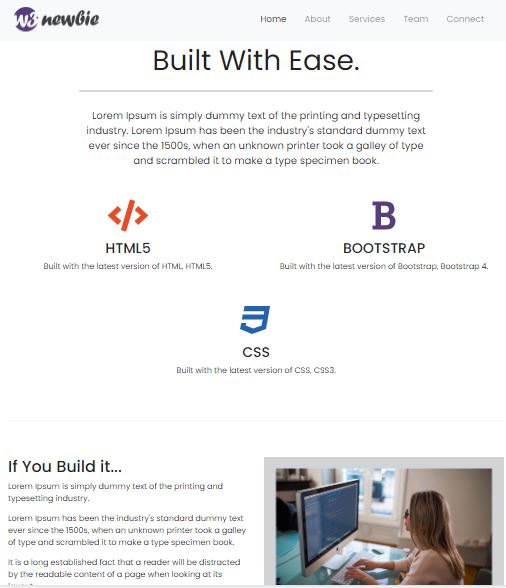 W3 newbie
Home About Services Team Connect
Built With Ease.
Lorem Ipsum is simply dummy text of the printing and typesetting
industry. Lorem Ipsum has been the industry's standard dummy text
ever since the 1500s, when an unknown printer took a galley of type
and scrambled it to make a type specimen book.
HTML5
Built with the latest version of HTML, HTML5.
B
BOOTSTRAP
Built with the latest version of Bootstrap, Bootstrap 4.
CSS
Built with the latest version of CSS, CSS3.
If You Build it...
Lorem Ipsum is simply dummy text of the printing and
typesetting industry.
Lorem Ipsum has been the industry's standard dummy text
ever since the 1500s, when an unknown printer took a galley
of type and scrambled it to make a type specimen book.
It is a long established fact that a reader will be distracted
by the readable content of a page when looking at its